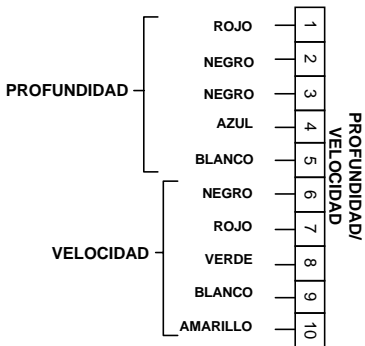 ROJO 1
NEGRO 2
NEGRO 3
PROFUNDIDAD
AZUL 4
BLANCO 5
NEGRO 6
ROJO 7
VELOCIDAD
VERDE 8
BLANCO 9
AMARILLO 10
PROFUNDIDAD/
VELOCIDAD